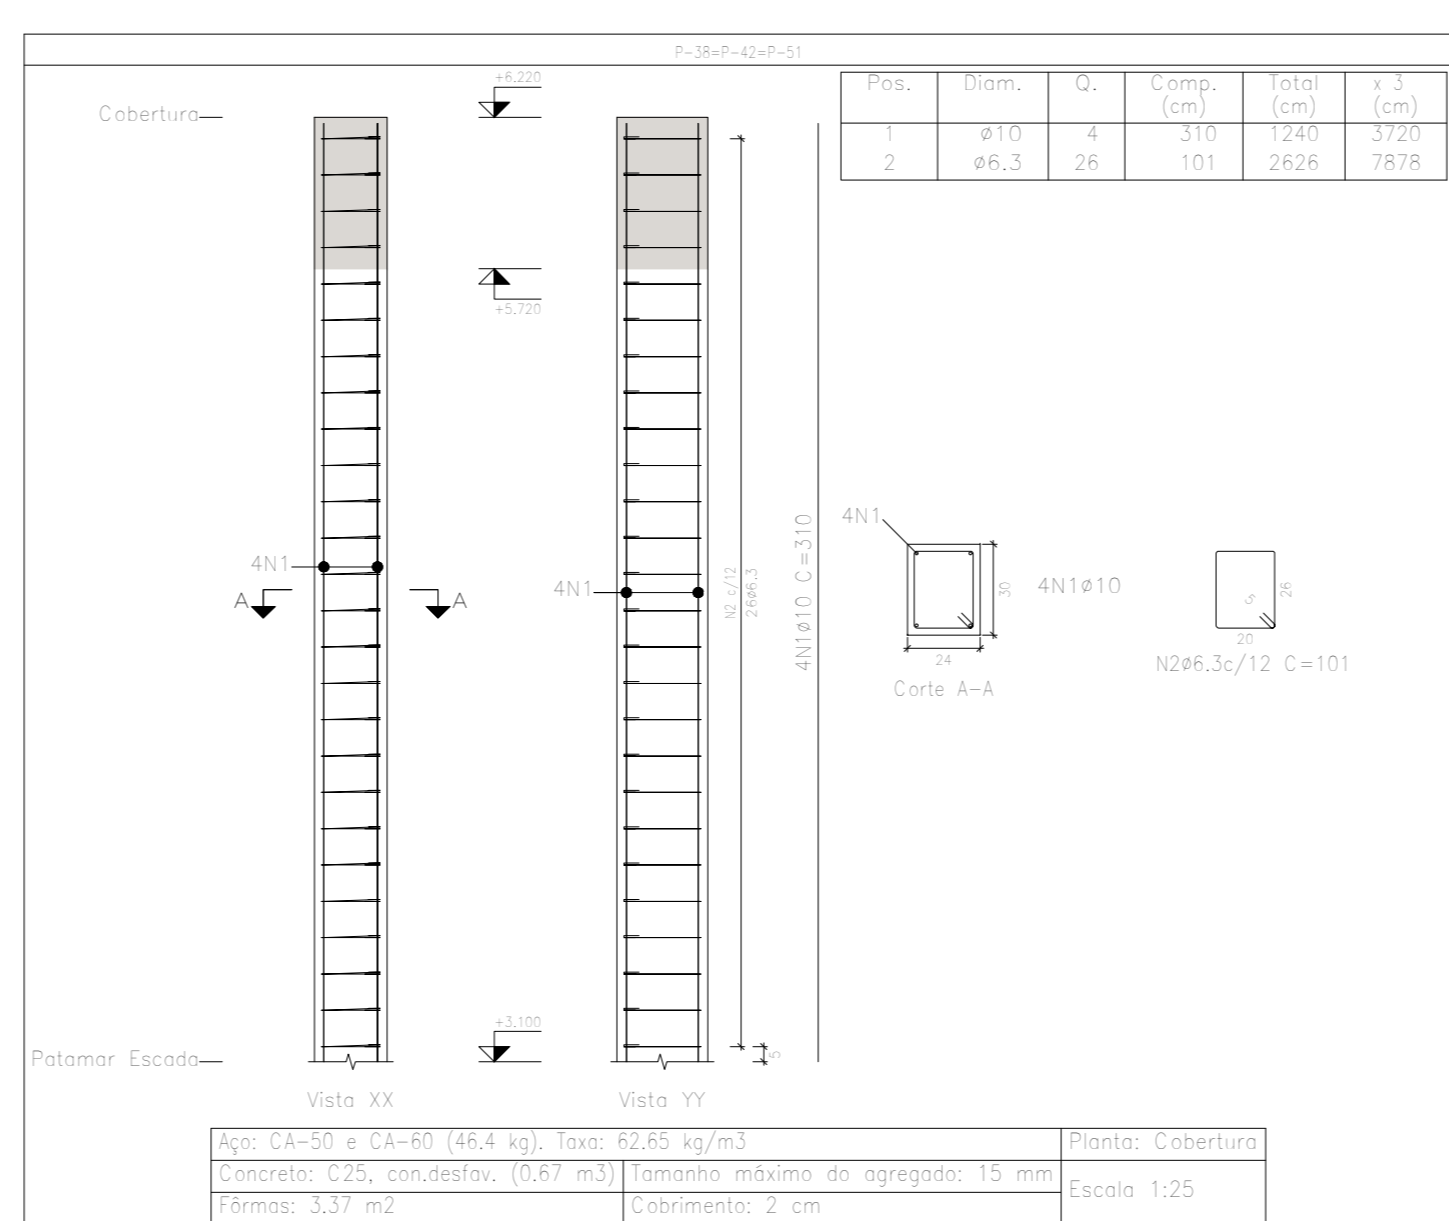 P-38=P-42=P-51
Pos. Diam. Q. Comp. (cm) Total (cm) x 3 (cm)
1 ø10 4 310 1240 3720
2 ø6.3 26 101 2626 7878
Cobertura
+6.220
+5.720
4N1
A A
4N1
N2 c/12
26ø6.3
4N1ø10 C=310
4N1
30
24
4N1ø10
Corte A-A
5
26
20
N2ø6.3c/12 C=101
+3.100
5
Patamar Escada
Vista XX
Vista YY
Aço: CA-50 e CA-60 (46.4 kg). Taxa: 62.65 kg/m3
Planta: Cobertura
Concreto: C25, con.desfav. (0.67 m3)
Tamanho máximo do agregado: 15 mm
Escala 1:25
Fôrmas: 3.37 m2
Cobrimento: 2 cm